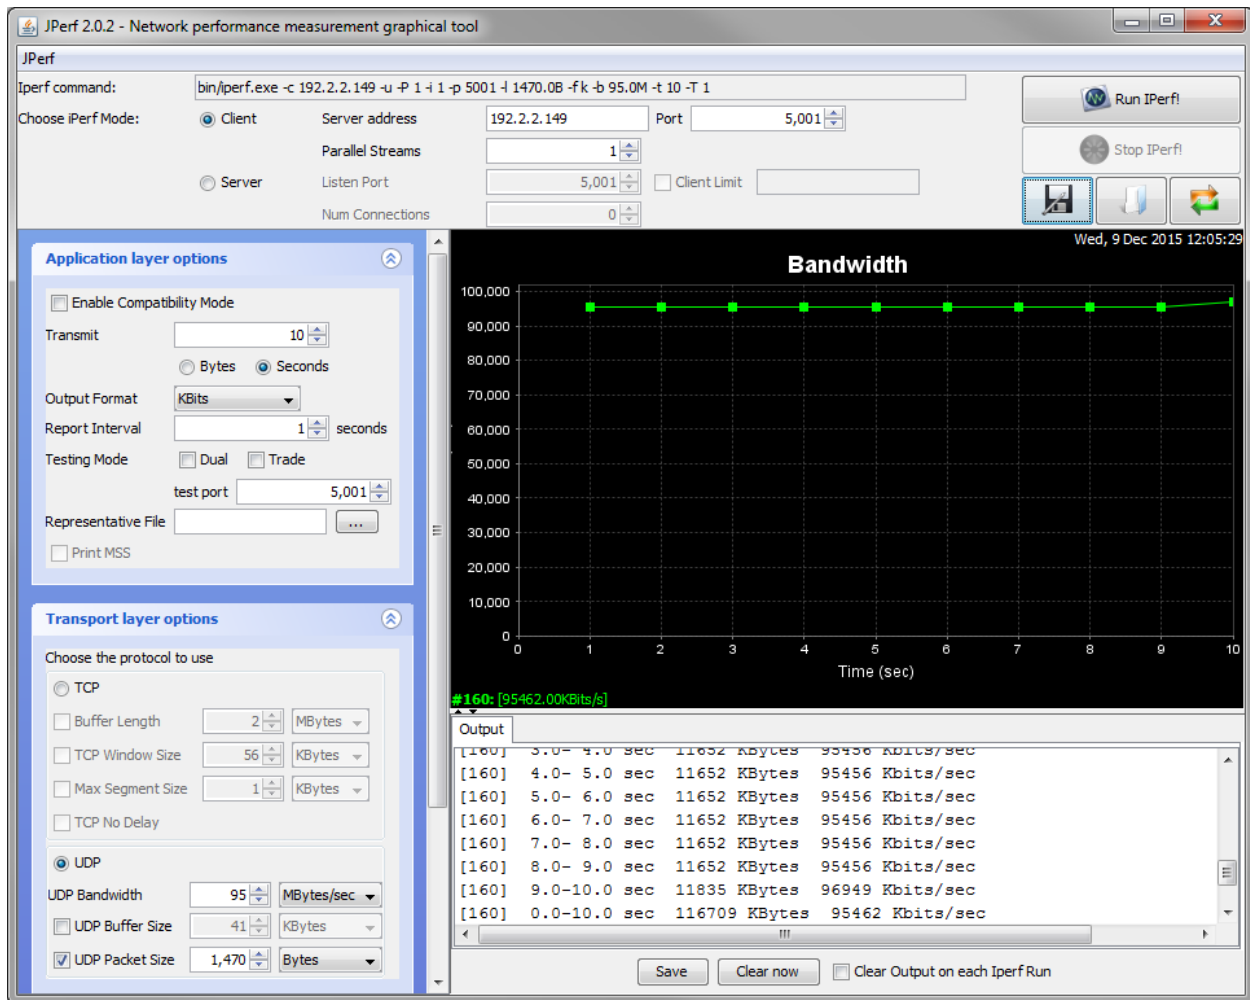 JPerf 2.0.2 - Network performance measurement graphical tool
JPerf
Iperf command: bin/iperf.exe -c 192.2.2.149 -u -P 1 -i 1 -p 5001 -l 1470.0B -f k -b 95.0M -t 10 -T 1
Run IPerf!
Choose iPerf Mode: Client Server address 192.2.2.149 Port 5,001
Parallel Streams 1
Stop IPerf!
Server Listen Port 5,001 Client Limit
Num Connections 0
Application layer options
Enable Compatibility Mode
Transmit 10
Bytes Seconds
Output Format KBits
Report Interval 1 seconds
Testing Mode Dual Trade
test port 5,001
Representative File ...
Print MSS
Transport layer options
Choose the protocol to use
TCP
Buffer Length 2 MBytes
TCP Window Size 56 KBytes
Max Segment Size 1 KBytes
TCP No Delay
UDP
UDP Bandwidth 95 MBytes/sec
UDP Buffer Size 41 KBytes
UDP Packet Size 1,470 Bytes
Wed, 9 Dec 2015 12:05:29
Bandwidth
100,000
90,000
80,000
70,000
60,000
50,000
40,000
30,000
20,000
10,000
0
0 1 2 3 4 5 6 7 8 9 10
Time (sec)
#160: [95462.00KBits/s]
Output
[160] 3.0- 4.0 sec 11652 KBytes 95456 Kbits/sec
[160] 4.0- 5.0 sec 11652 KBytes 95456 Kbits/sec
[160] 5.0- 6.0 sec 11652 KBytes 95456 Kbits/sec
[160] 6.0- 7.0 sec 11652 KBytes 95456 Kbits/sec
[160] 7.0- 8.0 sec 11652 KBytes 95456 Kbits/sec
[160] 8.0- 9.0 sec 11652 KBytes 95456 Kbits/sec
[160] 9.0-10.0 sec 11835 KBytes 96949 Kbits/sec
[160] 0.0-10.0 sec 116709 KBytes 95462 Kbits/sec
Save Clear now Clear Output on each Iperf Run